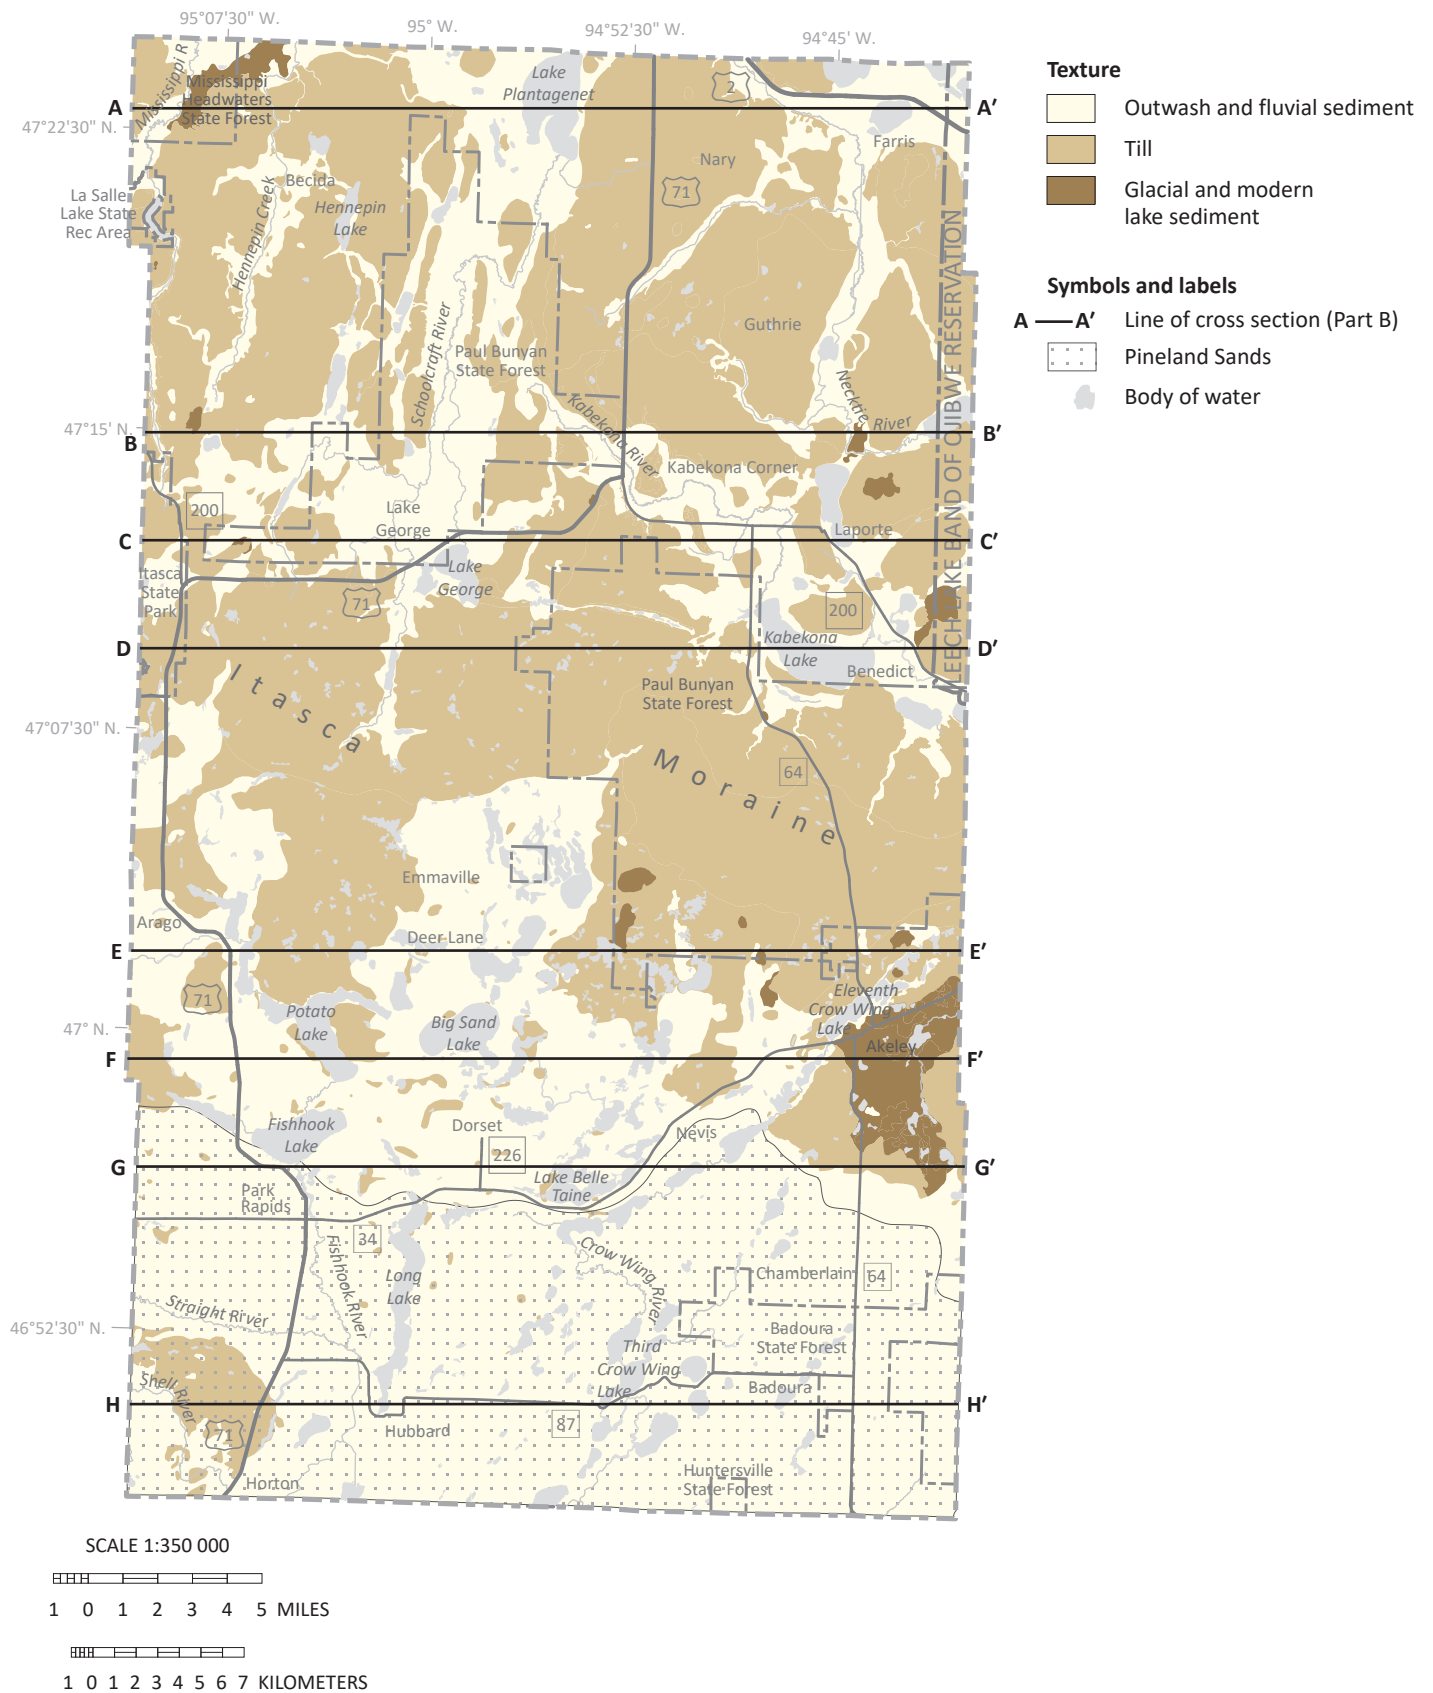 95°07'30" W.
95° W.
94°52'30" W.
94°45' W.
Mississippi R
Mississippi
Headwaters
State Forest
Lake
Plantagenet
2
A
A′
47°22'30" N.
Farris
Nary
71
Becida
Hennepin
Lake
La Salle
Lake State
Rec Area
Hennepin Creek
Schoolcraft River
Guthrie
Paul Bunyan
State Forest
LEECH LAKE BAND OF OJIBWE RESERVATION
Necktie River
Kabekona River
47°15' N.
B
B′
Kabekona Corner
200
Lake
George
Laporte
C
C′
Itasca
State
Park
Lake
George
71
200
Kabekona
Lake
D
D′
Benedict
Itasca
Paul Bunyan
State Forest
47°07'30" N.
Moraine
64
Emmaville
Arago
Deer Lane
E
E′
71
Eleventh
Crow Wing
Lake
Potato
Lake
Big Sand
Lake
47° N.
Akeley
F
F′
Fishhook
Lake
Dorset
Nevis
226
G
G′
Lake Belle
Taine
Park
Rapids
34
Fishhook River
Crow Wing River
Long
Lake
Chamberlain
64
Straight River
46°52'30" N.
Badoura
State Forest
Third
Crow Wing
Lake
Shell River
Badoura
H
H′
71
Hubbard
87
Horton
Huntersville
State Forest
Texture
Outwash and fluvial sediment
Till
Glacial and modern
lake sediment
Symbols and labels
A A′ Line of cross section (Part B)
Pineland Sands
Body of water
SCALE 1:350 000
1 0 1 2 3 4 5 MILES
1 0 1 2 3 4 5 6 7 KILOMETERS